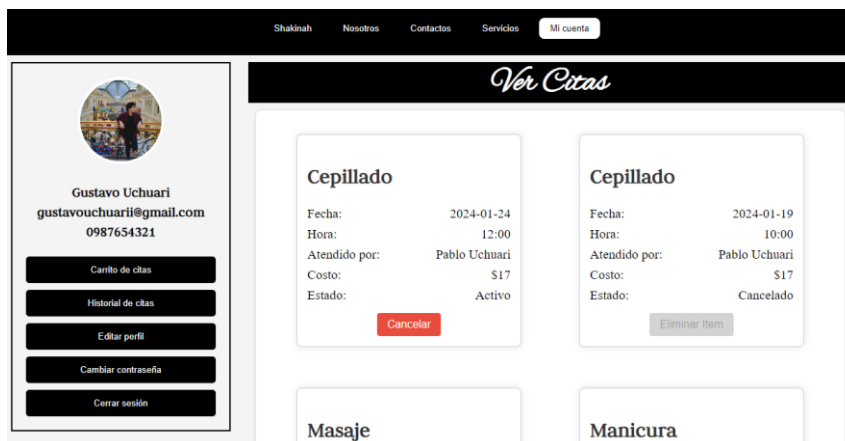 Shakinah Nosotros Contactos Servicios Mi cuenta
Gustavo Uchuari
gustavouchuarii@gmail.com
0987654321
Carrito de citas
Historial de citas
Editar perfil
Cambiar contraseña
Cerrar sesión
Ver Citas
Cepillado
Fecha: 2024-01-24
Hora: 12:00
Atendido por: Pablo Uchuari
Costo: $17
Estado: Activo
Cancelar
Cepillado
Fecha: 2024-01-19
Hora: 10:00
Atendido por: Pablo Uchuari
Costo: $17
Estado: Cancelado
Eliminar Item
Masaje
Manicura